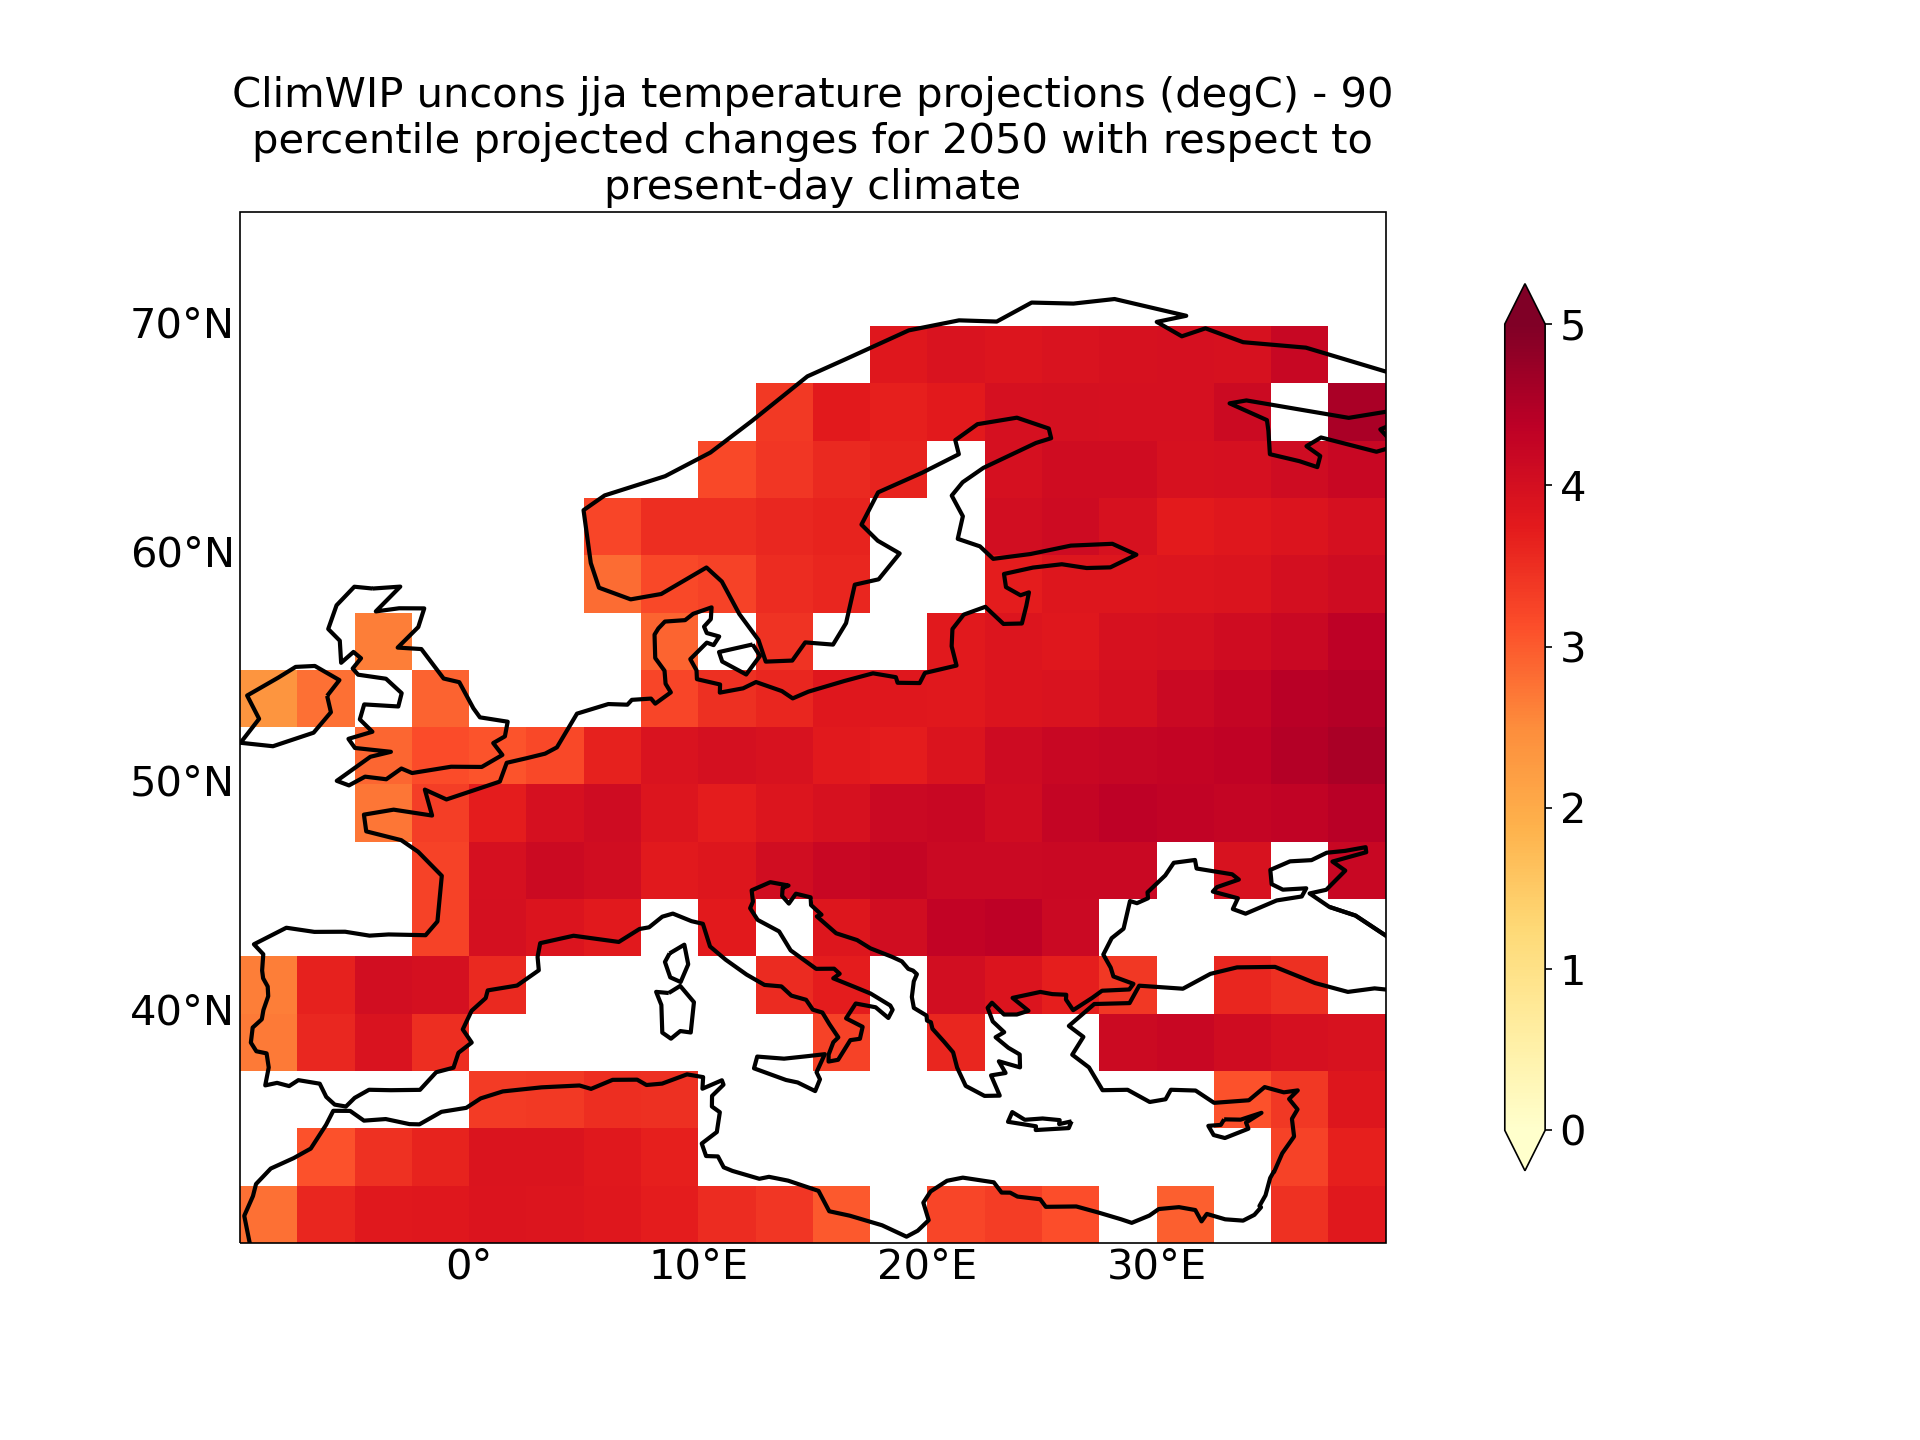 ClimWIP uncons jja temperature projections (degC) - 90
percentile projected changes for 2050 with respect to
present-day climate
70°N
60°N
50°N
40°N
0°
10°E
20°E
30°E
5
4
3
2
1
0